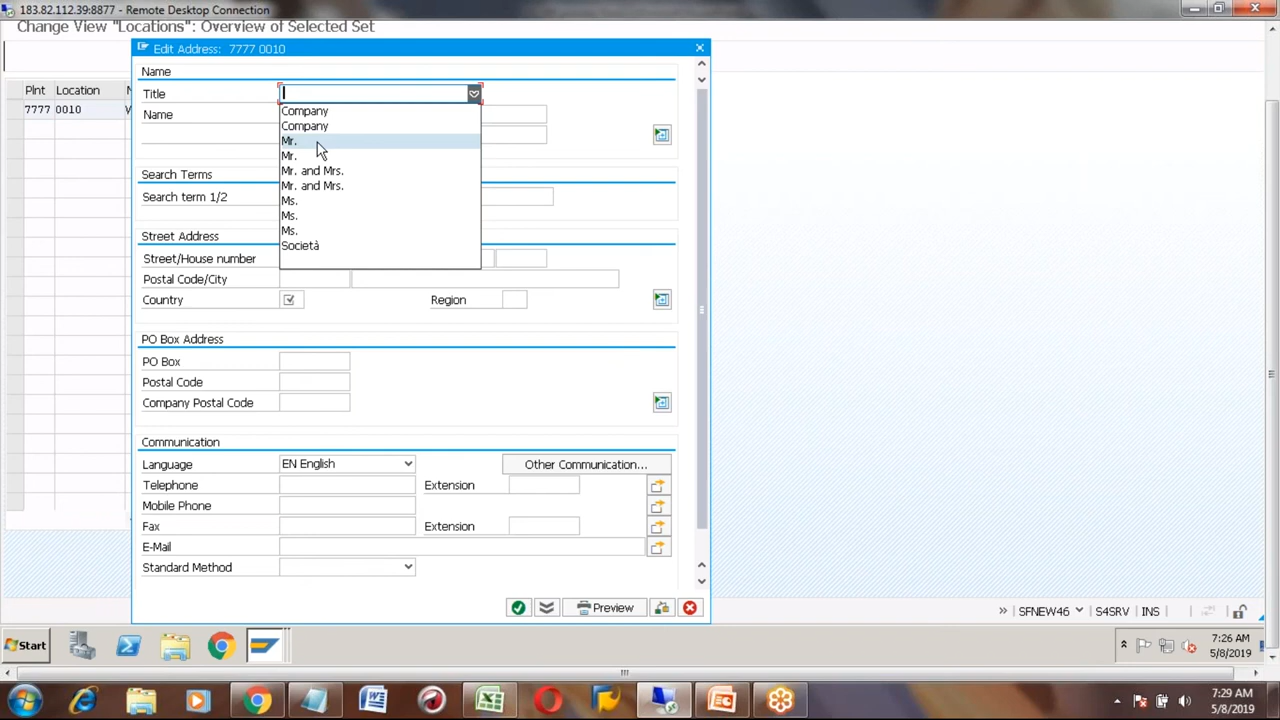 183.82.112.39:8877 - Remote Desktop Connection
Change View "Locations": Overview of Selected Set
Edit Address: 7777 0010
Name
Plnt Location
Title
7777 0010
Company
Name
Company
Mr.
Mr.
Mr. and Mrs.
Search Terms
Mr. and Mrs.
Search term 1/2
Ms.
Ms.
Street Address
Ms.
Società
Street/House number
Postal Code/City
Country
Region
PO Box Address
PO Box
Postal Code
Company Postal Code
Communication
Language
EN English
Other Communication...
Telephone
Extension
Mobile Phone
Fax
Extension
E-Mail
Standard Method
Preview
SFNEW46
S4SRV
INS
Start
7:26 AM
5/8/2019
7:29 AM
5/8/2019